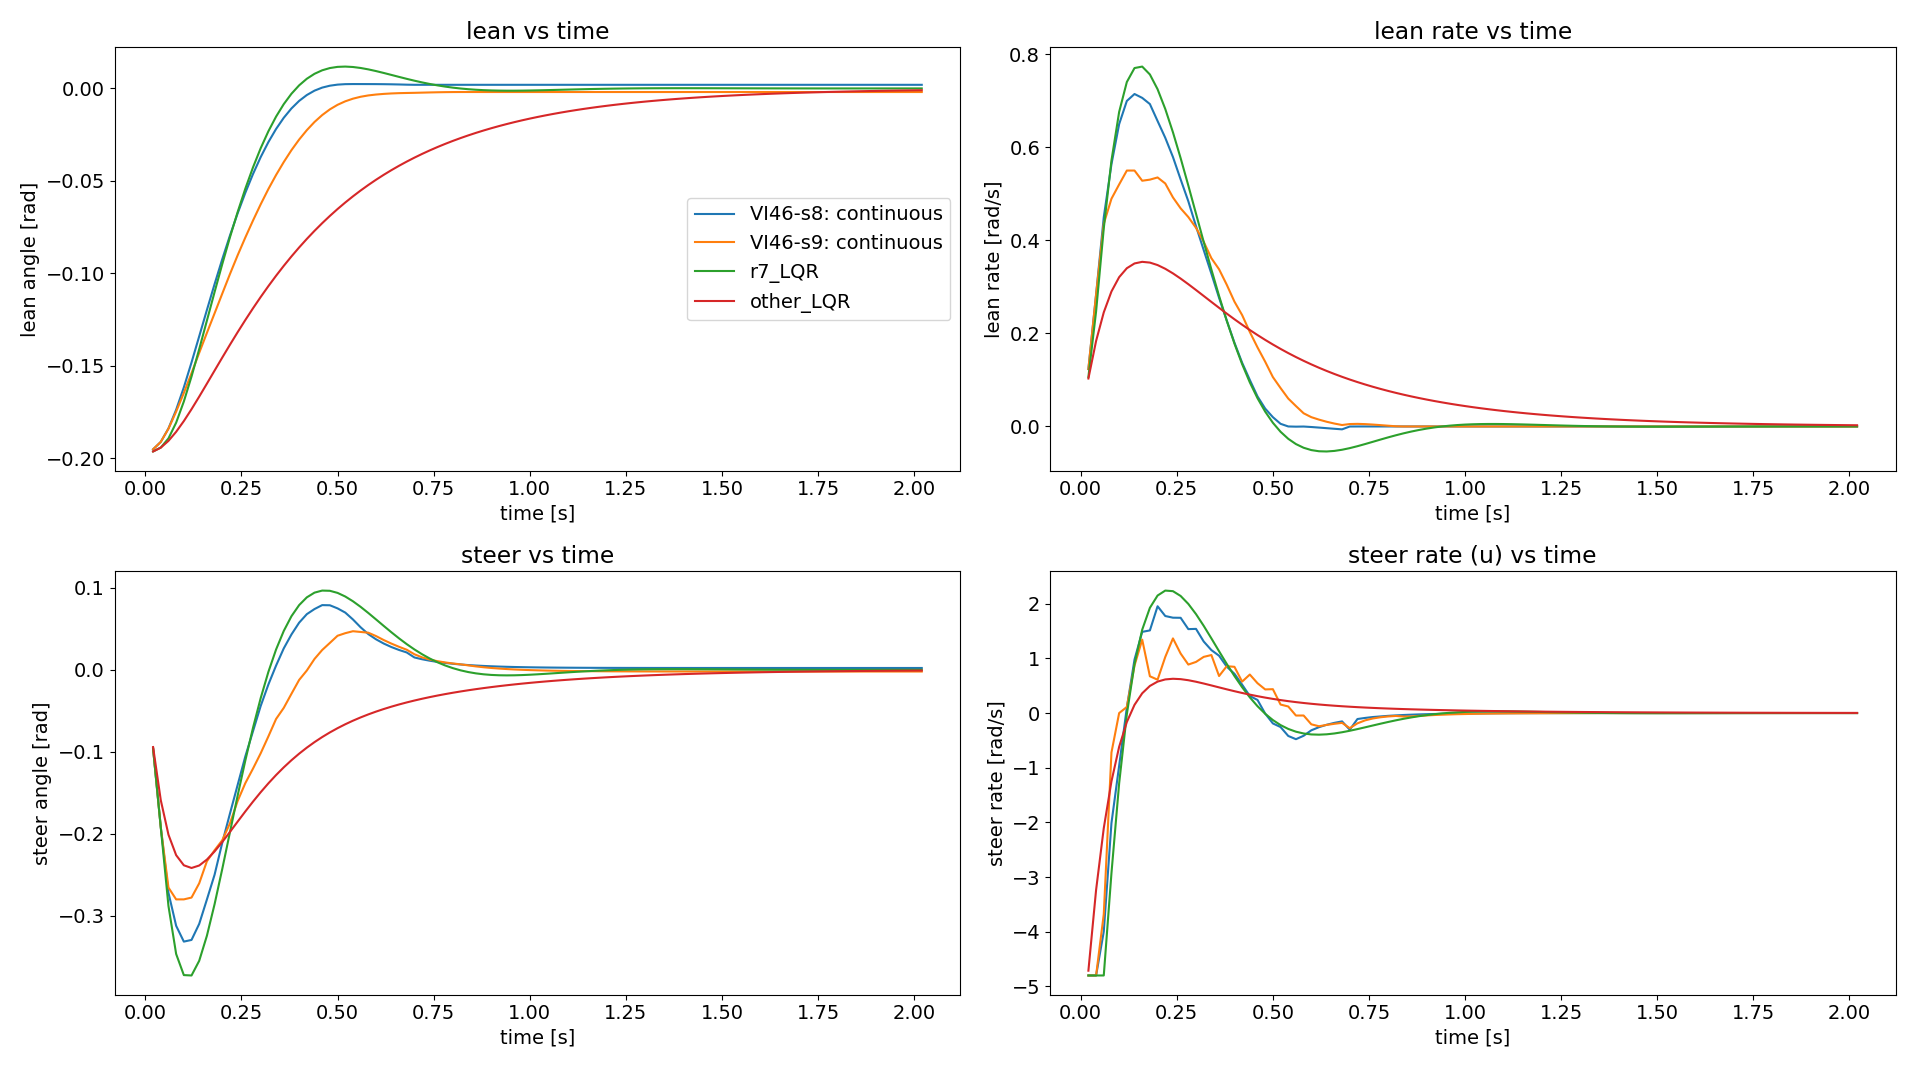 lean vs time
lean angle [rad]
0.00
−0.05
−0.10
−0.15
−0.20
0.00 0.25 0.50 0.75 1.00 1.25 1.50 1.75 2.00
time [s]
VI46-s8: continuous
VI46-s9: continuous
r7_LQR
other_LQR
lean rate vs time
lean rate [rad/s]
0.8
0.6
0.4
0.2
0.0
0.00 0.25 0.50 0.75 1.00 1.25 1.50 1.75 2.00
time [s]
steer vs time
steer angle [rad]
0.1
0.0
−0.1
−0.2
−0.3
0.00 0.25 0.50 0.75 1.00 1.25 1.50 1.75 2.00
time [s]
steer rate (u) vs time
steer rate [rad/s]
2
1
0
−1
−2
−3
−4
−5
0.00 0.25 0.50 0.75 1.00 1.25 1.50 1.75 2.00
time [s]